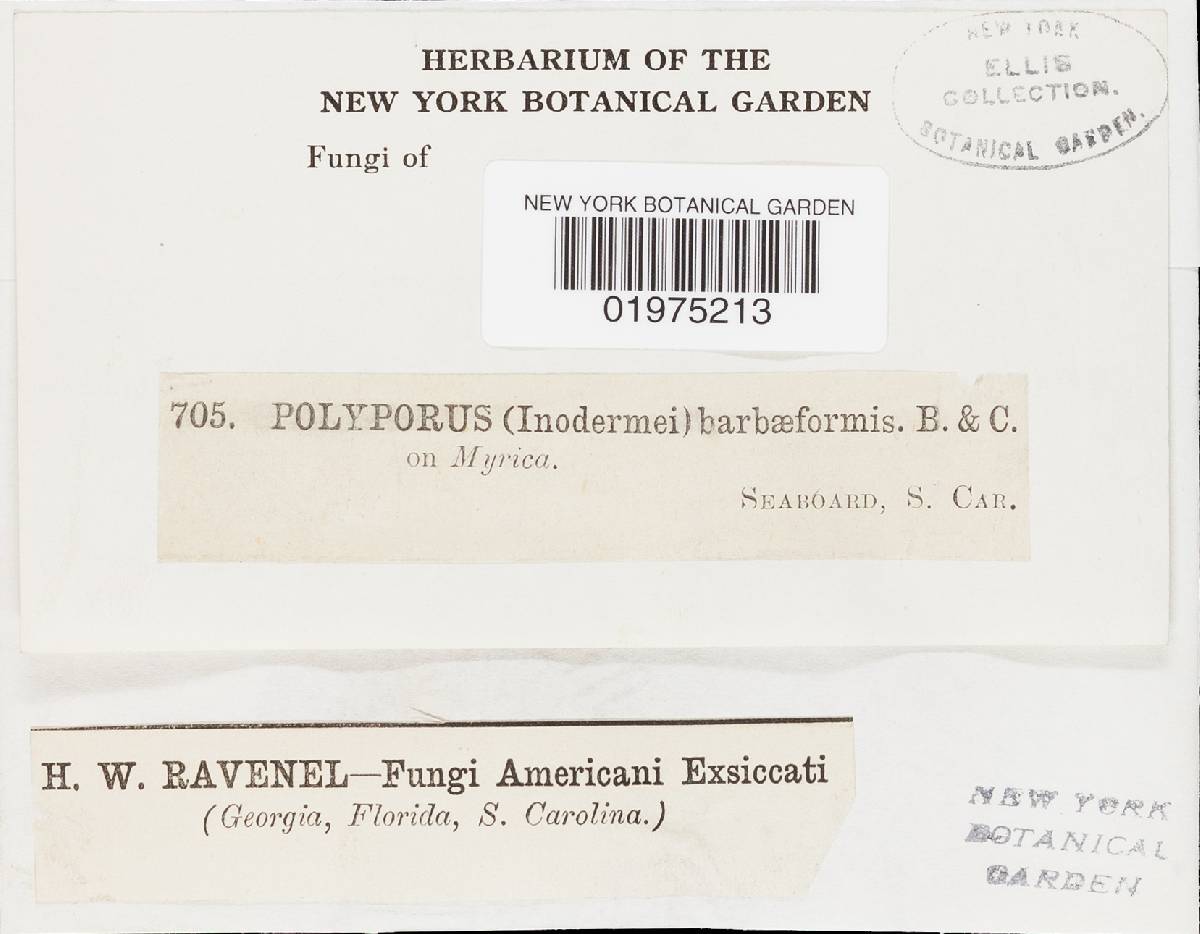 HERBARIUM OF THE
NEW YORK BOTANICAL GARDEN
Fungi of
NEW YORK
ELLIS
COLLECTION.
BOTANICAL GARDEN.
NEW YORK BOTANICAL GARDEN
01975213
705. POLYPORUS (Inodermei) barbæformis. B. & C.
on Myrica.
SEABOARD, S. CAR.
H. W. RAVENEL—Fungi Americani Exsiccati
(Georgia, Florida, S. Carolina.)
NEW YORK
BOTANICAL
GARDEN